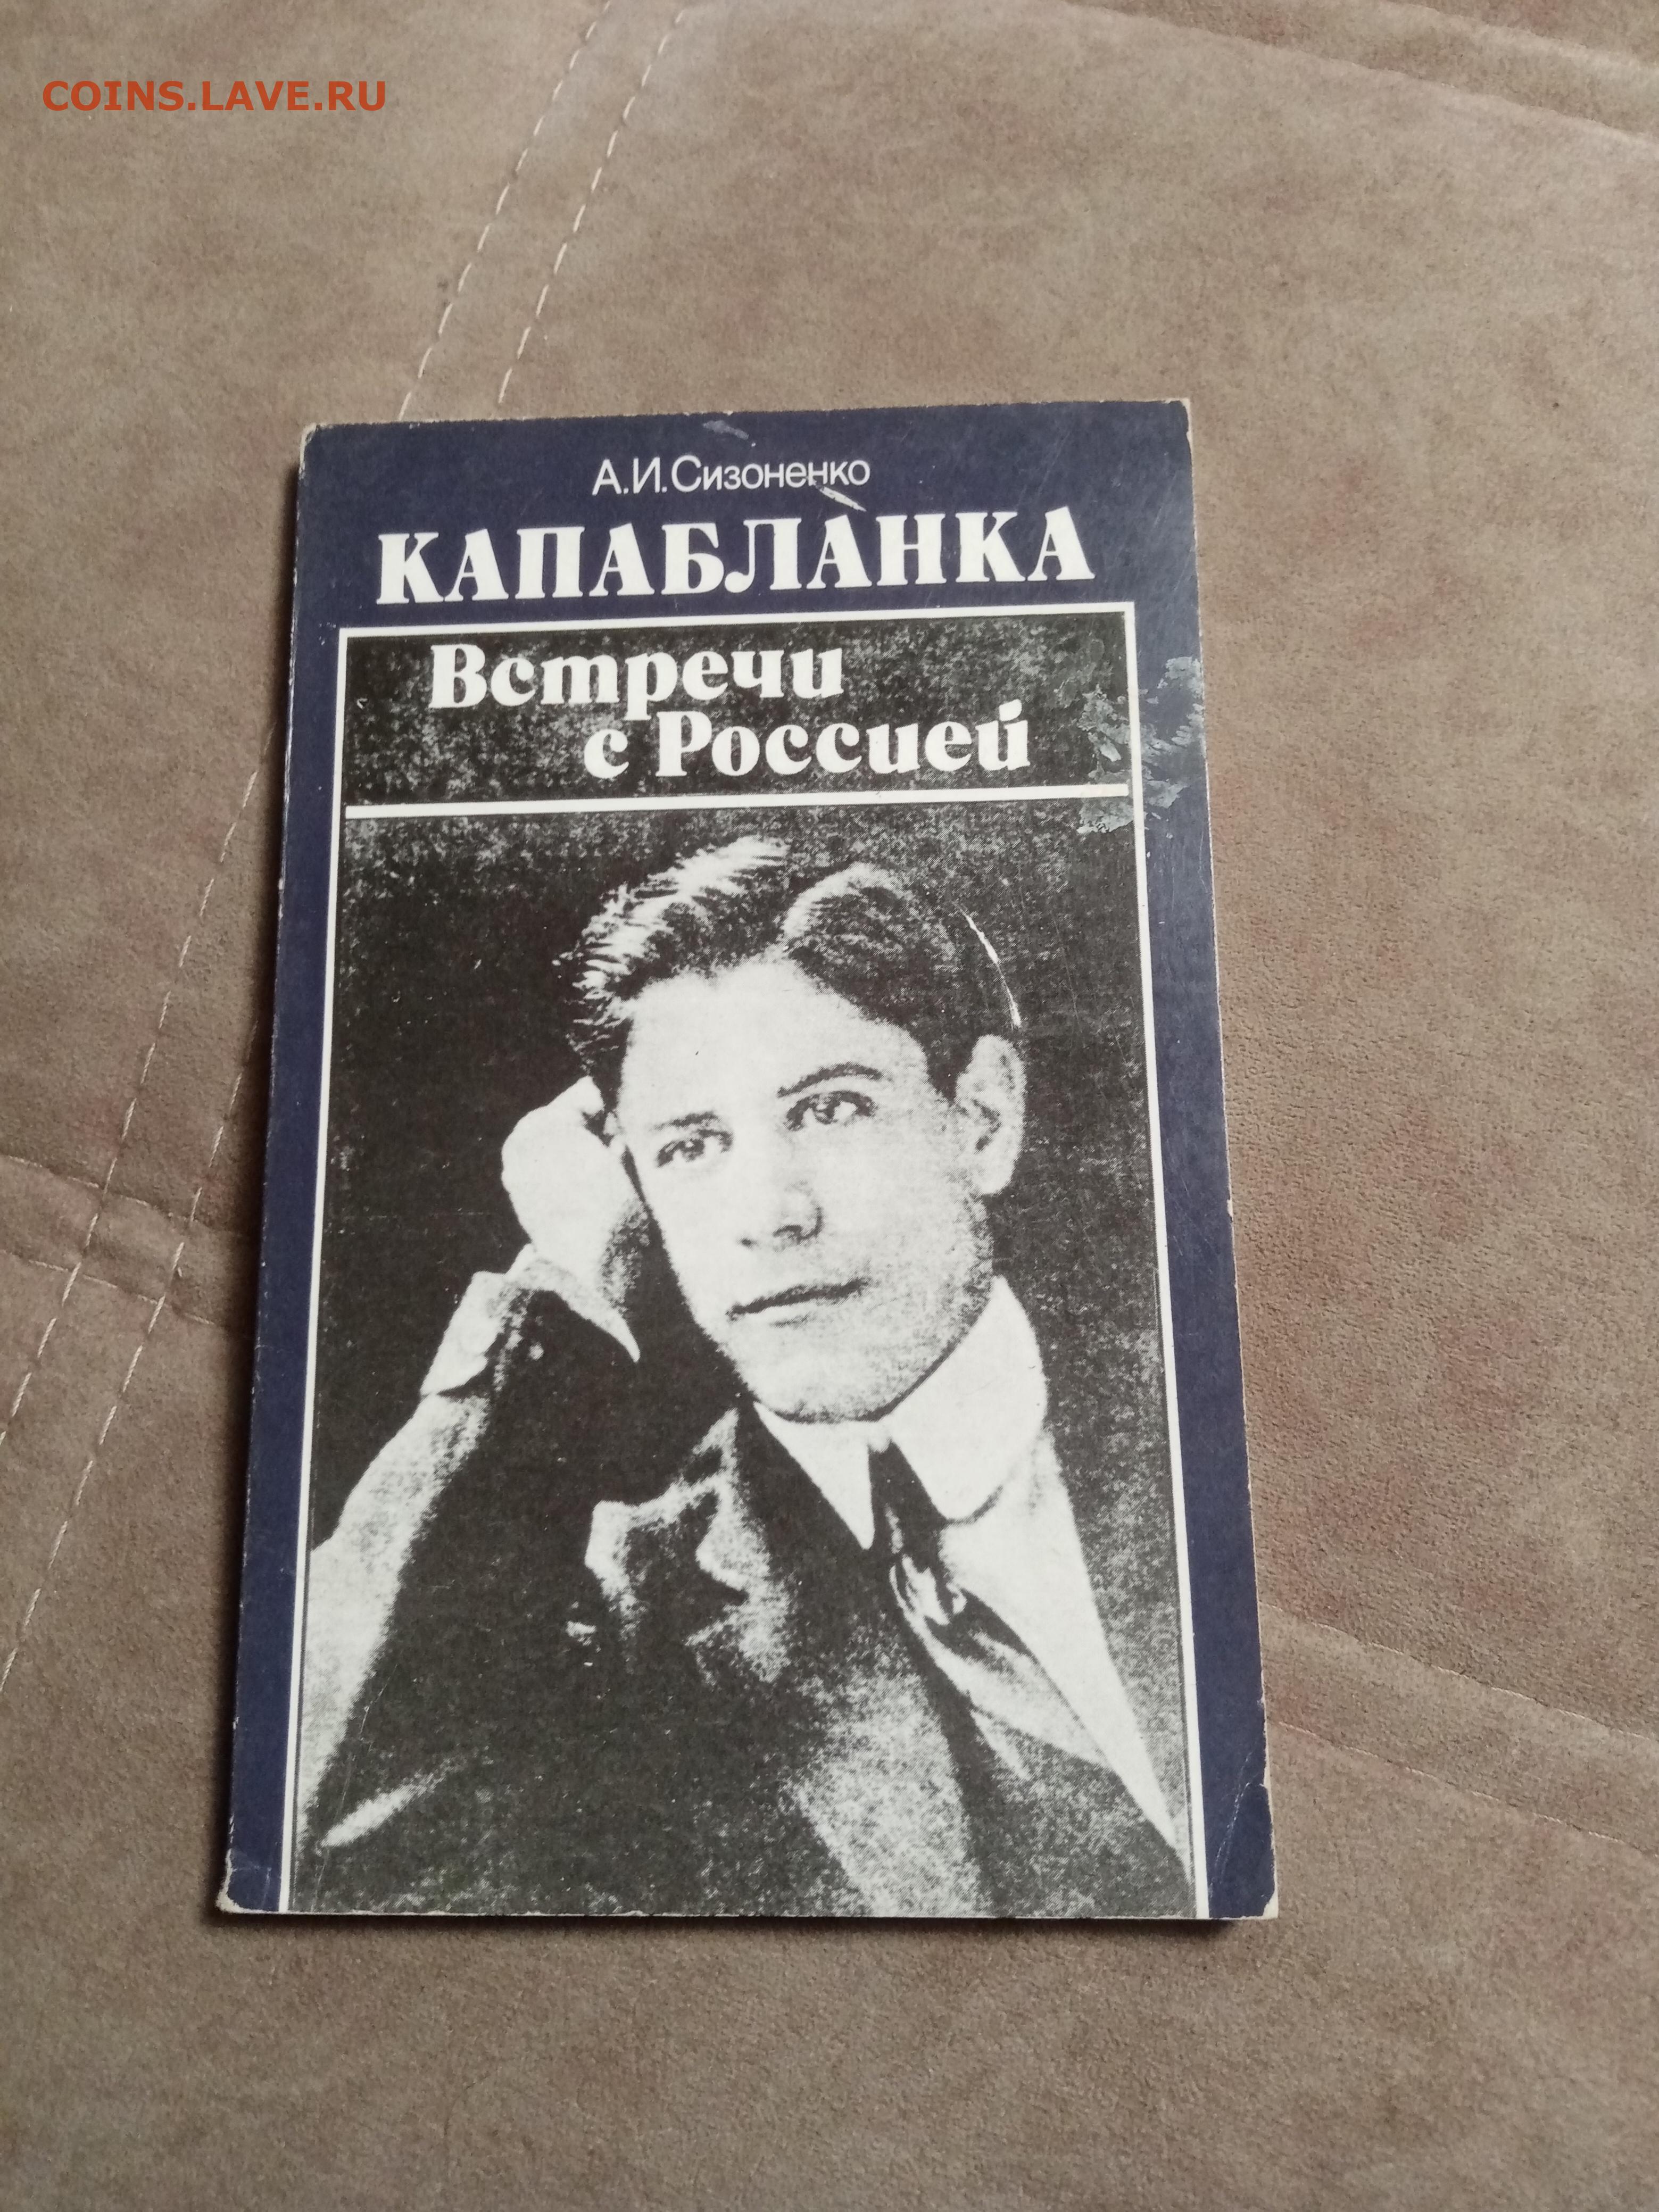 COINS.LAVE.RU
А.И.Сизоненко
КАПАБЛАНКА
Встречи
с Россией